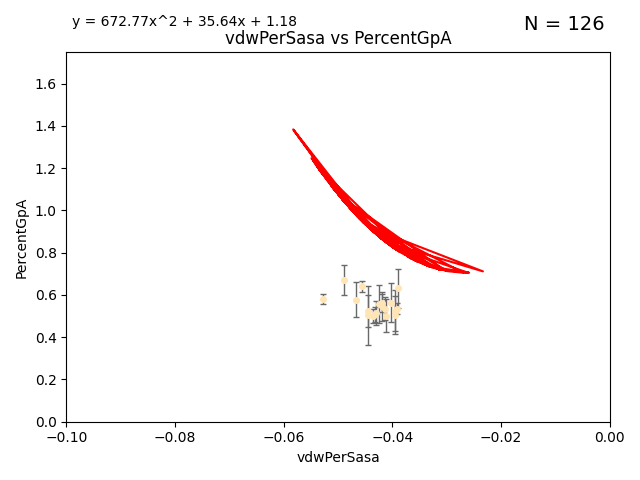 y = 672.77x^2 + 35.64x + 1.18
N = 126
vdwPerSasa vs PercentGpA
1.6
1.4
1.2
1.0
0.8
0.6
0.4
0.2
0.0
PercentGpA
−0.10 −0.08 −0.06 −0.04 −0.02 0.00
vdwPerSasa